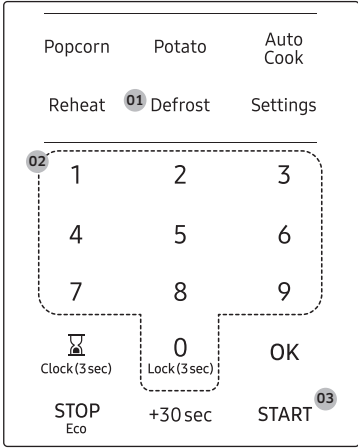 Popcorn Potato Auto Cook
Reheat 01 Defrost Settings
02
1 2 3
4 5 6
7 8 9
0 OK
Clock(3 sec) Lock(3 sec)
STOP +30 sec START 03
Eco